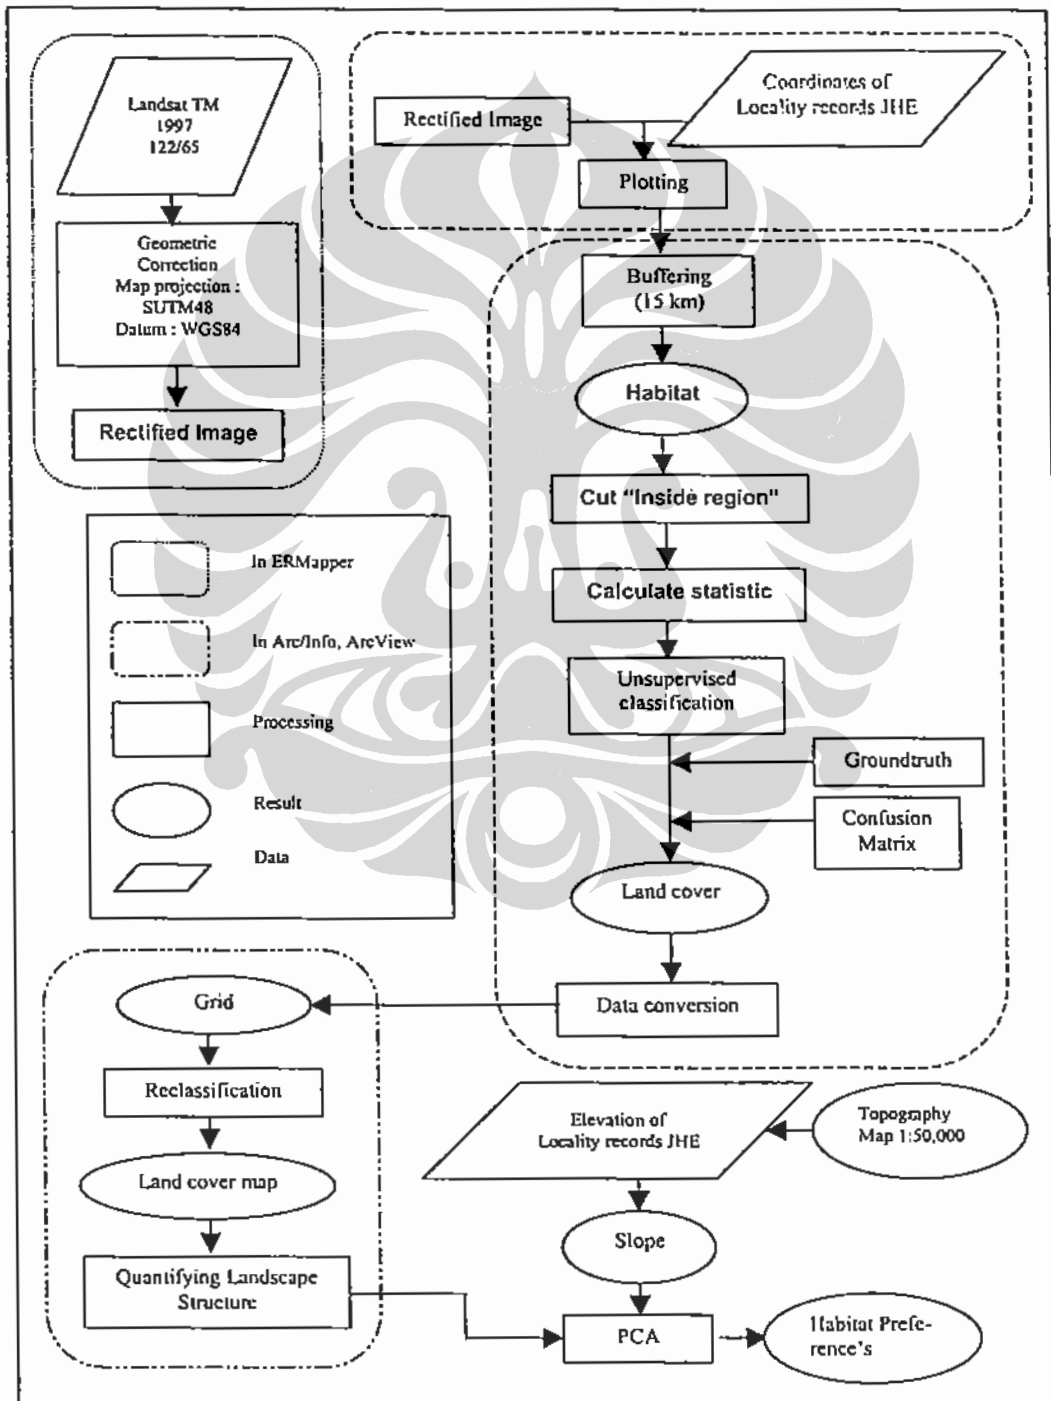 Landsat TM
1997
122/65
Geometric
Correction
Map projection :
SUTM48
Datum : WGS84
Rectified Image
Rectified Image
Coordinates of
Locality records JHE
Plotting
Buffering
(15 km)
Habitat
Cut "Inside region"
Calculate statistic
Unsupervised
classification
Groundtruth
Confusion
Matrix
Land cover
Data conversion
In ERMapper
In Arc/Info, ArcView
Processing
Result
Data
Grid
Reclassification
Land cover map
Quantifying Landscape
Structure
Elevation of
Locality records JHE
Topography
Map 1:50,000
Slope
PCA
Habitat Prefe-
rence's